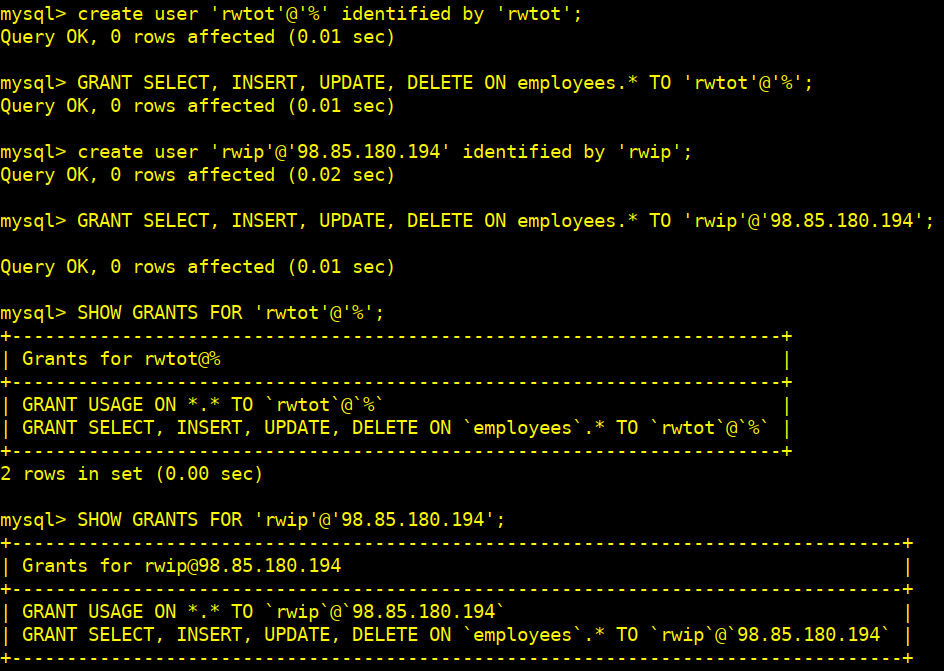 mysql> create user 'rwtot'@'%' identified by 'rwtot';
Query OK, 0 rows affected (0.01 sec)
mysql> GRANT SELECT, INSERT, UPDATE, DELETE ON employees.* TO 'rwtot'@'%';
Query OK, 0 rows affected (0.01 sec)
mysql> create user 'rwip'@'98.85.180.194' identified by 'rwip';
Query OK, 0 rows affected (0.02 sec)
mysql> GRANT SELECT, INSERT, UPDATE, DELETE ON employees.* TO 'rwip'@'98.85.180.194';
Query OK, 0 rows affected (0.01 sec)
mysql> SHOW GRANTS FOR 'rwtot'@'%';
+----------------------------------------------------------------------+
| Grants for rwtot@%                                                   |
+----------------------------------------------------------------------+
| GRANT USAGE ON *.* TO `rwtot`@`%`                                    |
| GRANT SELECT, INSERT, UPDATE, DELETE ON `employees`.* TO `rwtot`@`%` |
+----------------------------------------------------------------------+
2 rows in set (0.00 sec)
mysql> SHOW GRANTS FOR 'rwip'@'98.85.180.194';
+---------------------------------------------------------------------------------+
| Grants for rwip@98.85.180.194                                                   |
+---------------------------------------------------------------------------------+
| GRANT USAGE ON *.* TO `rwip`@`98.85.180.194`                                    |
| GRANT SELECT, INSERT, UPDATE, DELETE ON `employees`.* TO `rwip`@`98.85.180.194` |
+---------------------------------------------------------------------------------+